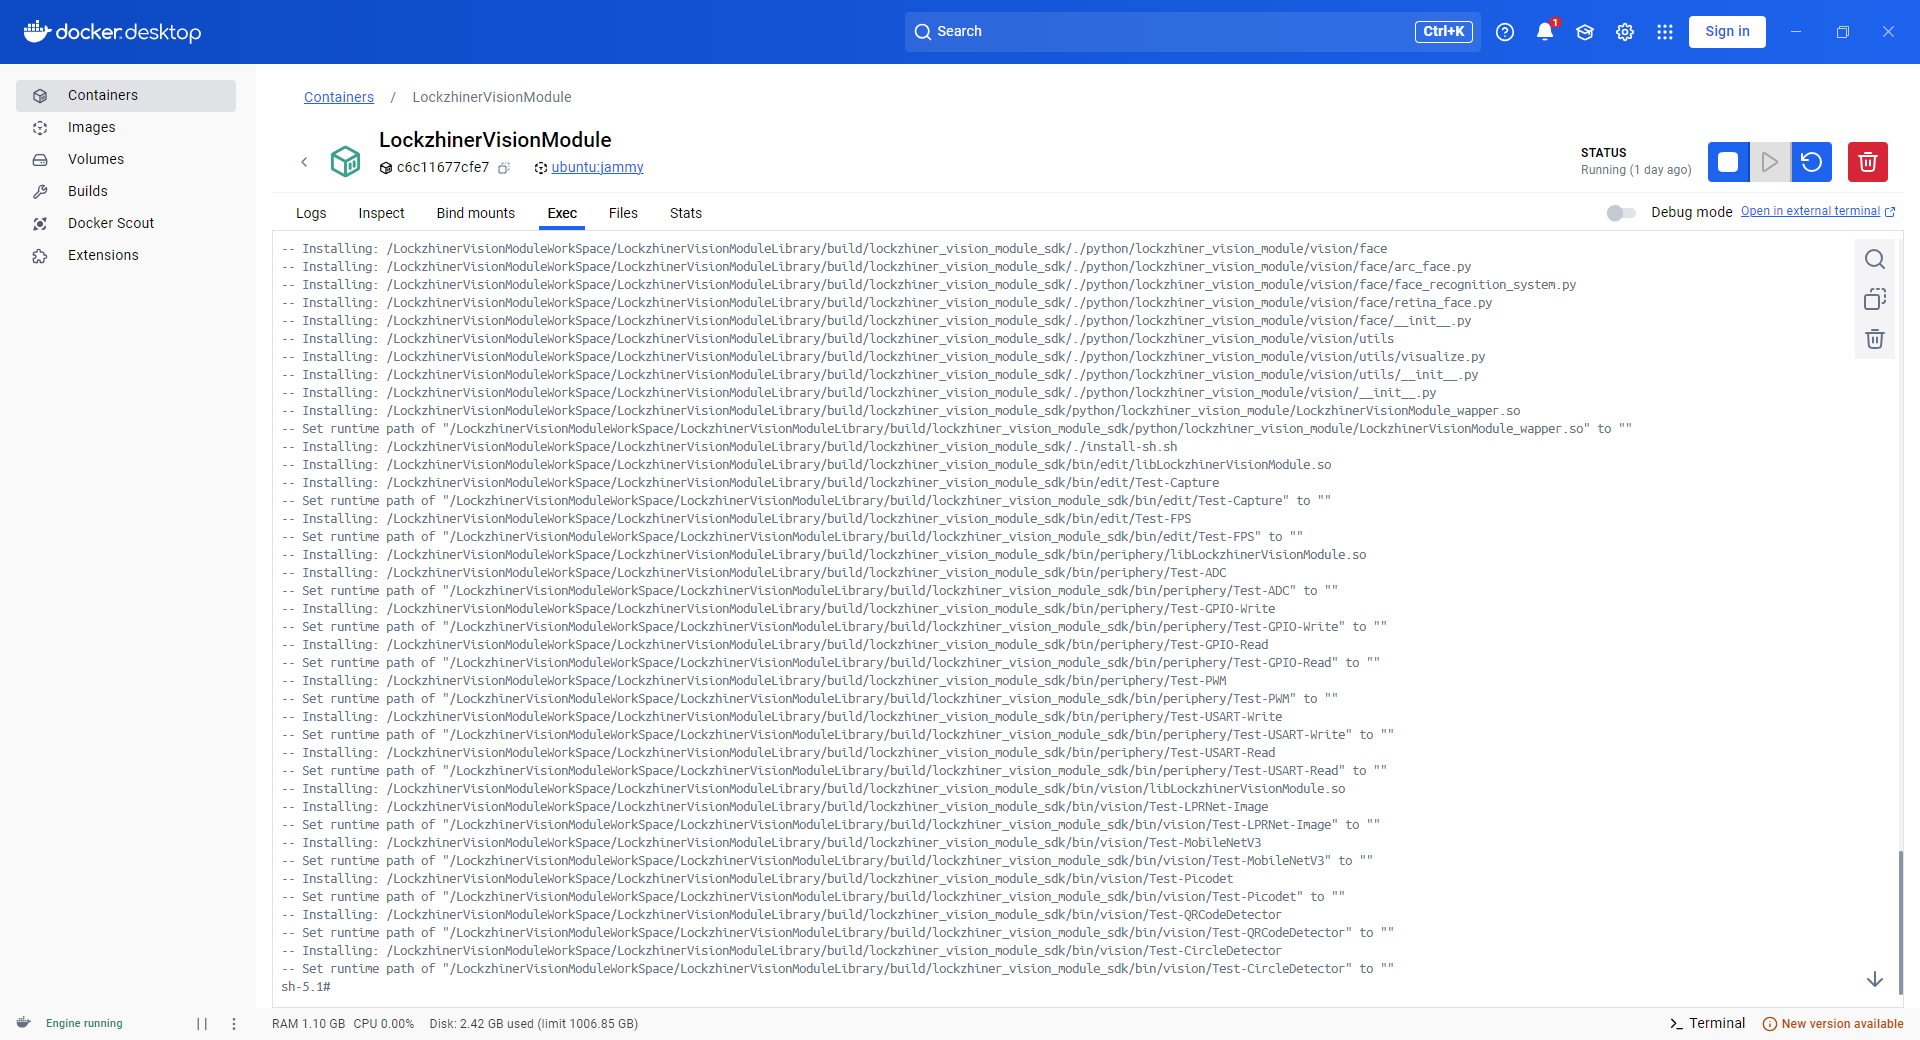 docker desktop
Search
Ctrl+K
1
Sign in
Containers
Images
Volumes
Builds
Docker Scout
Extensions
Containers / LockzhinerVisionModule
LockzhinerVisionModule
c6c11677cfe7
ubuntu:jammy
STATUS
Running (1 day ago)
Logs
Inspect
Bind mounts
Exec
Files
Stats
Debug mode
Open in external terminal
-- Installing: /LockzhinerVisionModuleWorkSpace/LockzhinerVisionModuleLibrary/build/lockzhiner_vision_module_sdk/./python/lockzhiner_vision_module/vision/face
-- Installing: /LockzhinerVisionModuleWorkSpace/LockzhinerVisionModuleLibrary/build/lockzhiner_vision_module_sdk/./python/lockzhiner_vision_module/vision/face/arc_face.py
-- Installing: /LockzhinerVisionModuleWorkSpace/LockzhinerVisionModuleLibrary/build/lockzhiner_vision_module_sdk/./python/lockzhiner_vision_module/vision/face/face_recognition_system.py
-- Installing: /LockzhinerVisionModuleWorkSpace/LockzhinerVisionModuleLibrary/build/lockzhiner_vision_module_sdk/./python/lockzhiner_vision_module/vision/face/retina_face.py
-- Installing: /LockzhinerVisionModuleWorkSpace/LockzhinerVisionModuleLibrary/build/lockzhiner_vision_module_sdk/./python/lockzhiner_vision_module/vision/face/__init__.py
-- Installing: /LockzhinerVisionModuleWorkSpace/LockzhinerVisionModuleLibrary/build/lockzhiner_vision_module_sdk/./python/lockzhiner_vision_module/vision/utils
-- Installing: /LockzhinerVisionModuleWorkSpace/LockzhinerVisionModuleLibrary/build/lockzhiner_vision_module_sdk/./python/lockzhiner_vision_module/vision/utils/visualize.py
-- Installing: /LockzhinerVisionModuleWorkSpace/LockzhinerVisionModuleLibrary/build/lockzhiner_vision_module_sdk/./python/lockzhiner_vision_module/vision/utils/__init__.py
-- Installing: /LockzhinerVisionModuleWorkSpace/LockzhinerVisionModuleLibrary/build/lockzhiner_vision_module_sdk/./python/lockzhiner_vision_module/vision/__init__.py
-- Installing: /LockzhinerVisionModuleWorkSpace/LockzhinerVisionModuleLibrary/build/lockzhiner_vision_module_sdk/python/lockzhiner_vision_module/LockzhinerVisionModule_wapper.so
-- Set runtime path of "/LockzhinerVisionModuleWorkSpace/LockzhinerVisionModuleLibrary/build/lockzhiner_vision_module_sdk/python/lockzhiner_vision_module/LockzhinerVisionModule_wapper.so" to ""
-- Installing: /LockzhinerVisionModuleWorkSpace/LockzhinerVisionModuleLibrary/build/lockzhiner_vision_module_sdk/./install-sh.sh
-- Installing: /LockzhinerVisionModuleWorkSpace/LockzhinerVisionModuleLibrary/build/lockzhiner_vision_module_sdk/bin/edit/libLockzhinerVisionModule.so
-- Installing: /LockzhinerVisionModuleWorkSpace/LockzhinerVisionModuleLibrary/build/lockzhiner_vision_module_sdk/bin/edit/Test-Capture
-- Set runtime path of "/LockzhinerVisionModuleWorkSpace/LockzhinerVisionModuleLibrary/build/lockzhiner_vision_module_sdk/bin/edit/Test-Capture" to ""
-- Installing: /LockzhinerVisionModuleWorkSpace/LockzhinerVisionModuleLibrary/build/lockzhiner_vision_module_sdk/bin/edit/Test-FPS
-- Set runtime path of "/LockzhinerVisionModuleWorkSpace/LockzhinerVisionModuleLibrary/build/lockzhiner_vision_module_sdk/bin/edit/Test-FPS" to ""
-- Installing: /LockzhinerVisionModuleWorkSpace/LockzhinerVisionModuleLibrary/build/lockzhiner_vision_module_sdk/bin/periphery/libLockzhinerVisionModule.so
-- Installing: /LockzhinerVisionModuleWorkSpace/LockzhinerVisionModuleLibrary/build/lockzhiner_vision_module_sdk/bin/periphery/Test-ADC
-- Set runtime path of "/LockzhinerVisionModuleWorkSpace/LockzhinerVisionModuleLibrary/build/lockzhiner_vision_module_sdk/bin/periphery/Test-ADC" to ""
-- Installing: /LockzhinerVisionModuleWorkSpace/LockzhinerVisionModuleLibrary/build/lockzhiner_vision_module_sdk/bin/periphery/Test-GPIO-Write
-- Set runtime path of "/LockzhinerVisionModuleWorkSpace/LockzhinerVisionModuleLibrary/build/lockzhiner_vision_module_sdk/bin/periphery/Test-GPIO-Write" to ""
-- Installing: /LockzhinerVisionModuleWorkSpace/LockzhinerVisionModuleLibrary/build/lockzhiner_vision_module_sdk/bin/periphery/Test-GPIO-Read
-- Set runtime path of "/LockzhinerVisionModuleWorkSpace/LockzhinerVisionModuleLibrary/build/lockzhiner_vision_module_sdk/bin/periphery/Test-GPIO-Read" to ""
-- Installing: /LockzhinerVisionModuleWorkSpace/LockzhinerVisionModuleLibrary/build/lockzhiner_vision_module_sdk/bin/periphery/Test-PWM
-- Set runtime path of "/LockzhinerVisionModuleWorkSpace/LockzhinerVisionModuleLibrary/build/lockzhiner_vision_module_sdk/bin/periphery/Test-PWM" to ""
-- Installing: /LockzhinerVisionModuleWorkSpace/LockzhinerVisionModuleLibrary/build/lockzhiner_vision_module_sdk/bin/periphery/Test-USART-Write
-- Set runtime path of "/LockzhinerVisionModuleWorkSpace/LockzhinerVisionModuleLibrary/build/lockzhiner_vision_module_sdk/bin/periphery/Test-USART-Write" to ""
-- Installing: /LockzhinerVisionModuleWorkSpace/LockzhinerVisionModuleLibrary/build/lockzhiner_vision_module_sdk/bin/periphery/Test-USART-Read
-- Set runtime path of "/LockzhinerVisionModuleWorkSpace/LockzhinerVisionModuleLibrary/build/lockzhiner_vision_module_sdk/bin/periphery/Test-USART-Read" to ""
-- Installing: /LockzhinerVisionModuleWorkSpace/LockzhinerVisionModuleLibrary/build/lockzhiner_vision_module_sdk/bin/vision/libLockzhinerVisionModule.so
-- Installing: /LockzhinerVisionModuleWorkSpace/LockzhinerVisionModuleLibrary/build/lockzhiner_vision_module_sdk/bin/vision/Test-LPRNet-Image
-- Set runtime path of "/LockzhinerVisionModuleWorkSpace/LockzhinerVisionModuleLibrary/build/lockzhiner_vision_module_sdk/bin/vision/Test-LPRNet-Image" to ""
-- Installing: /LockzhinerVisionModuleWorkSpace/LockzhinerVisionModuleLibrary/build/lockzhiner_vision_module_sdk/bin/vision/Test-MobileNetV3
-- Set runtime path of "/LockzhinerVisionModuleWorkSpace/LockzhinerVisionModuleLibrary/build/lockzhiner_vision_module_sdk/bin/vision/Test-MobileNetV3" to ""
-- Installing: /LockzhinerVisionModuleWorkSpace/LockzhinerVisionModuleLibrary/build/lockzhiner_vision_module_sdk/bin/vision/Test-Picodet
-- Set runtime path of "/LockzhinerVisionModuleWorkSpace/LockzhinerVisionModuleLibrary/build/lockzhiner_vision_module_sdk/bin/vision/Test-Picodet" to ""
-- Installing: /LockzhinerVisionModuleWorkSpace/LockzhinerVisionModuleLibrary/build/lockzhiner_vision_module_sdk/bin/vision/Test-QRCodeDetector
-- Set runtime path of "/LockzhinerVisionModuleWorkSpace/LockzhinerVisionModuleLibrary/build/lockzhiner_vision_module_sdk/bin/vision/Test-QRCodeDetector" to ""
-- Installing: /LockzhinerVisionModuleWorkSpace/LockzhinerVisionModuleLibrary/build/lockzhiner_vision_module_sdk/bin/vision/Test-CircleDetector
-- Set runtime path of "/LockzhinerVisionModuleWorkSpace/LockzhinerVisionModuleLibrary/build/lockzhiner_vision_module_sdk/bin/vision/Test-CircleDetector" to ""
sh-5.1#
Engine running
RAM 1.10 GB CPU 0.00% Disk: 2.42 GB used (limit 1006.85 GB)
Terminal
New version available